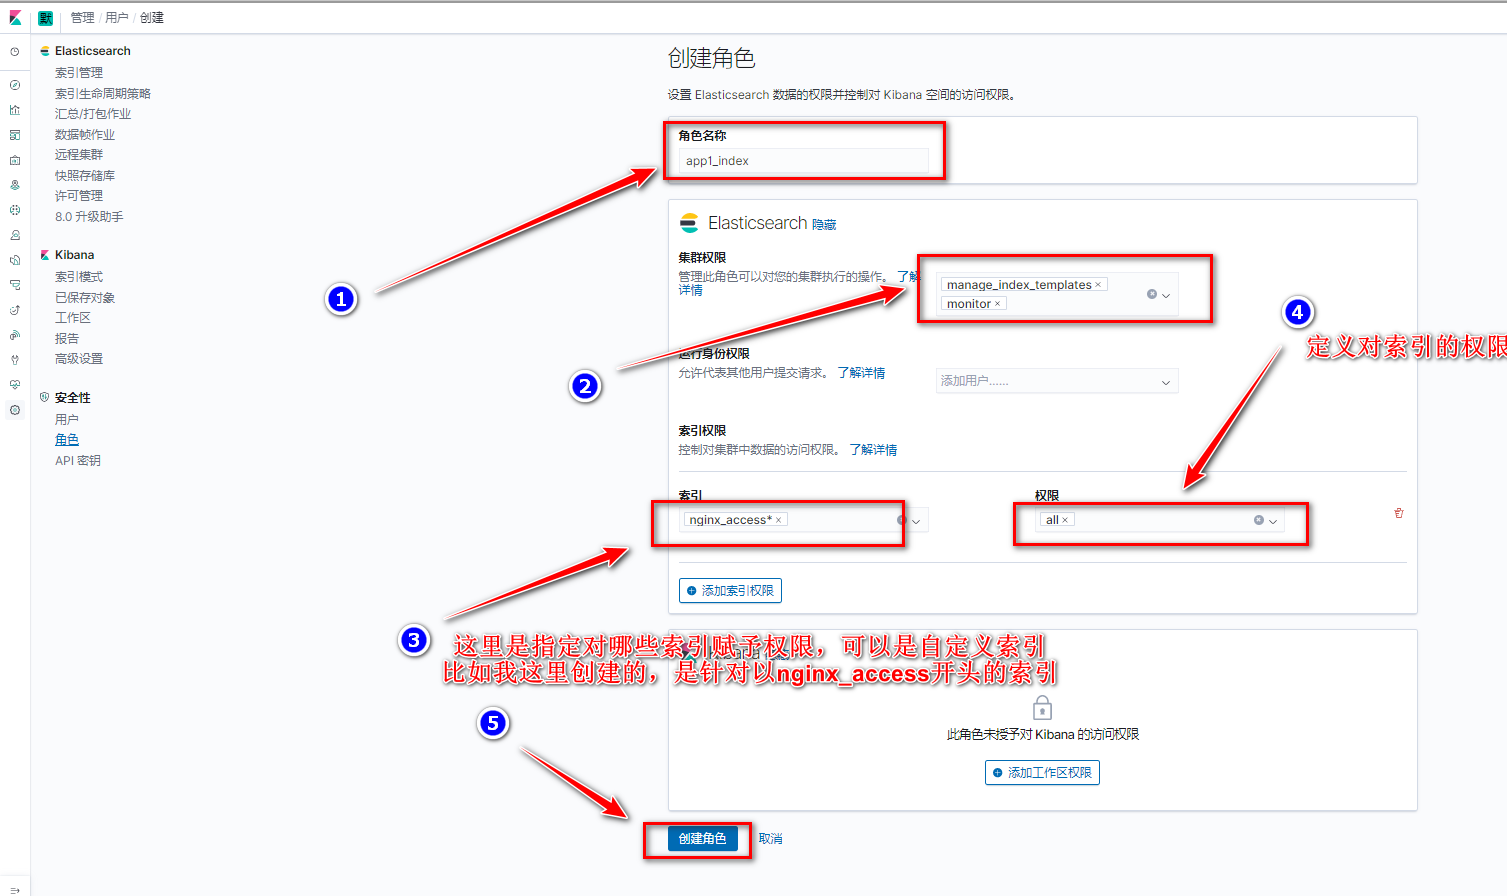 默 管理 / 用户 / 创建
Elasticsearch
索引管理
索引生命周期策略
汇总/打包作业
数据帧作业
远程集群
快照存储库
许可管理
8.0 升级助手
Kibana
索引模式
已保存对象
工作区
报告
高级设置
安全性
用户
角色
API 密钥
创建角色
设置 Elasticsearch 数据的权限并控制对 Kibana 空间的访问权限。
角色名称
app1_index
1
Elasticsearch 隐藏
集群权限
管理此角色可以对您的集群执行的操作。 了解
详情
manage_index_templates ×
monitor ×
2
4
定义对索引的权限
运行身份权限
允许代表其他用户提交请求。 了解详情
添加用户......
索引权限
控制对集群中数据的访问权限。 了解详情
索引
nginx_access* ×
权限
all ×
添加索引权限
3
这里是指定对哪些索引赋予权限，可以是自定义索引
比如我这里创建的，是针对以nginx_access开头的索引
5
此角色未授予对 Kibana 的访问权限
添加工作区权限
创建角色 取消